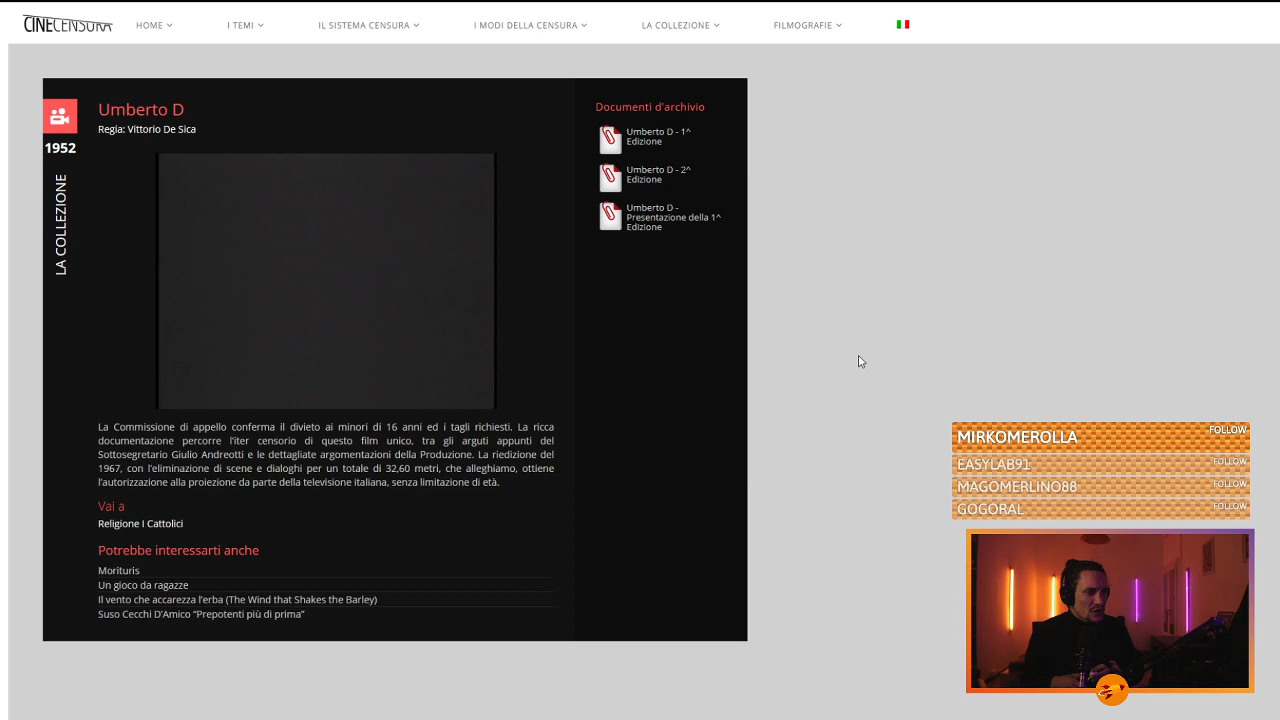 CINECENSURA
HOME
I TEMI
IL SISTEMA CENSURA
I MODI DELLA CENSURA
LA COLLEZIONE
FILMOGRAFIE
1952
LA COLLEZIONE
Umberto D
Regia: Vittorio De Sica
La Commissione di appello conferma il divieto ai minori di 16 anni ed i tagli richiesti. La ricca
documentazione percorre l'iter censorio di questo film unico, tra gli arguti appunti del
Sottosegretario Giulio Andreotti e le dettagliate argomentazioni della Produzione. La riedizione del
1967, con l'eliminazione di scene e dialoghi per un totale di 32,60 metri, che alleghiamo, ottiene
l'autorizzazione alla proiezione da parte della televisione italiana, senza limitazione di età.
Vai a
Religione I Cattolici
Potrebbe interessarti anche
Morituris
Un gioco da ragazze
Il vento che accarezza l'erba (The Wind that Shakes the Barley)
Suso Cecchi D'Amico "Prepotenti più di prima"
Documenti d'archivio
Umberto D - 1^
Edizione
Umberto D - 2^
Edizione
Umberto D -
Presentazione della 1^
Edizione
MIRKOMEROLLA FOLLOW
EASYLAB91 FOLLOW
MAGOMERLINO88 FOLLOW
GOGORAL FOLLOW